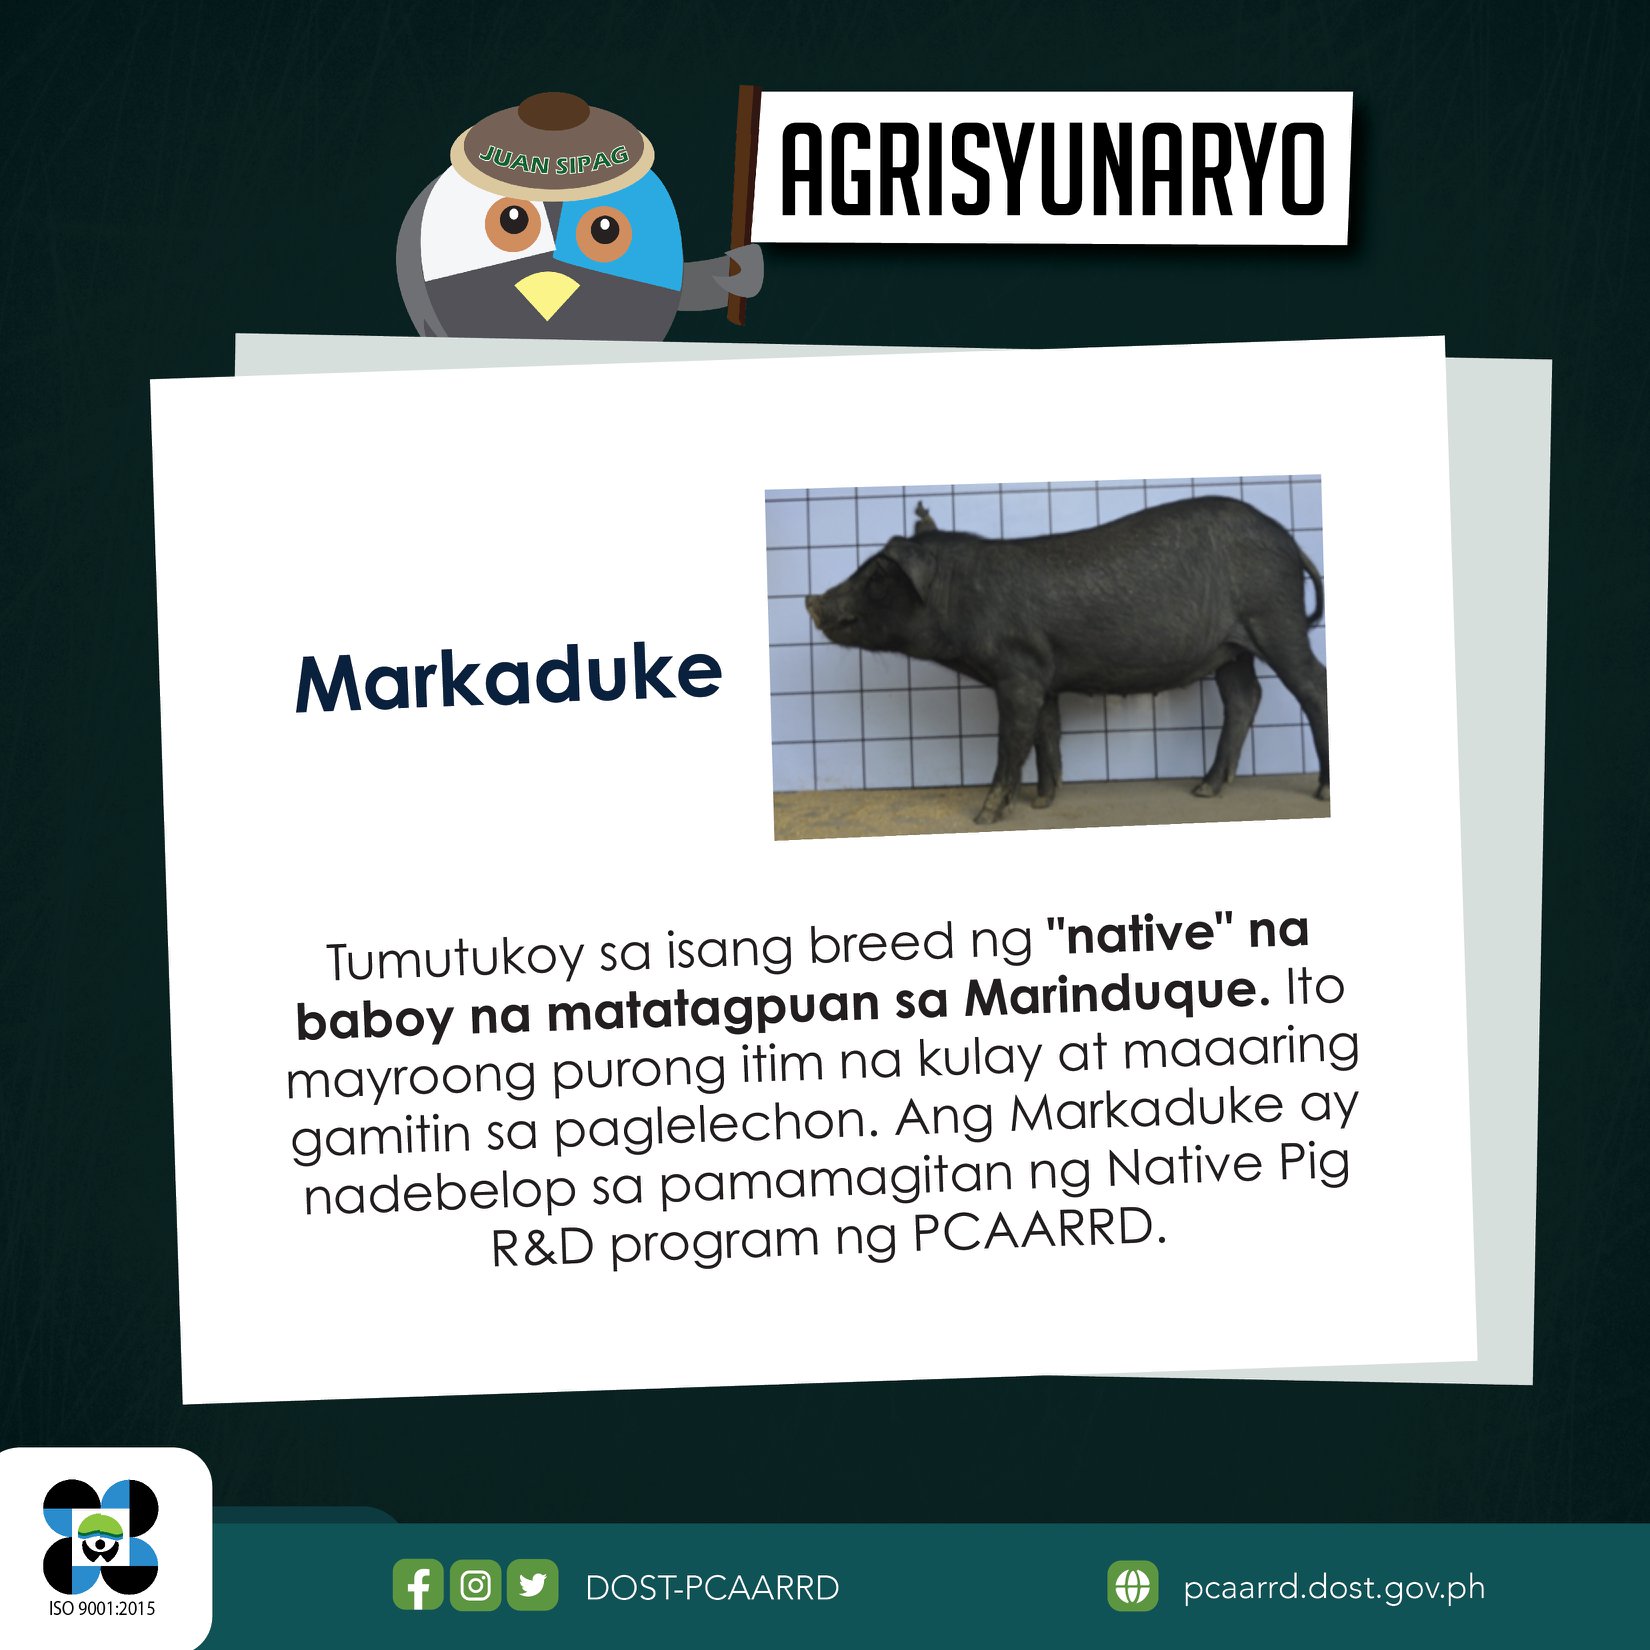 JUAN SIPAG
AGRISYUNARYO
Markaduke
Tumutukoy sa isang breed ng "native" na
baboy na matatagpuan sa Marinduque. Ito
mayroong purong itim na kulay at maaaring
gamitin sa paglelechon. Ang Markaduke ay
nadebelop sa pamamagitan ng Native Pig
R&D program ng PCAARRD.
ISO 9001:2015
DOST-PCAARRD
pcaarrd.dost.gov.ph